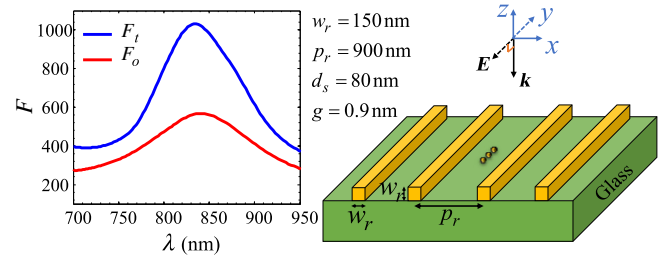 1000
800
600
400
200
F
F_t
F_o
700
750
800
850
900
950
λ (nm)
w_r = 150 nm
p_r = 900 nm
d_s = 80 nm
g = 0.9 nm
z
y
x
E
k
w_r
w_r
p_r
Glass